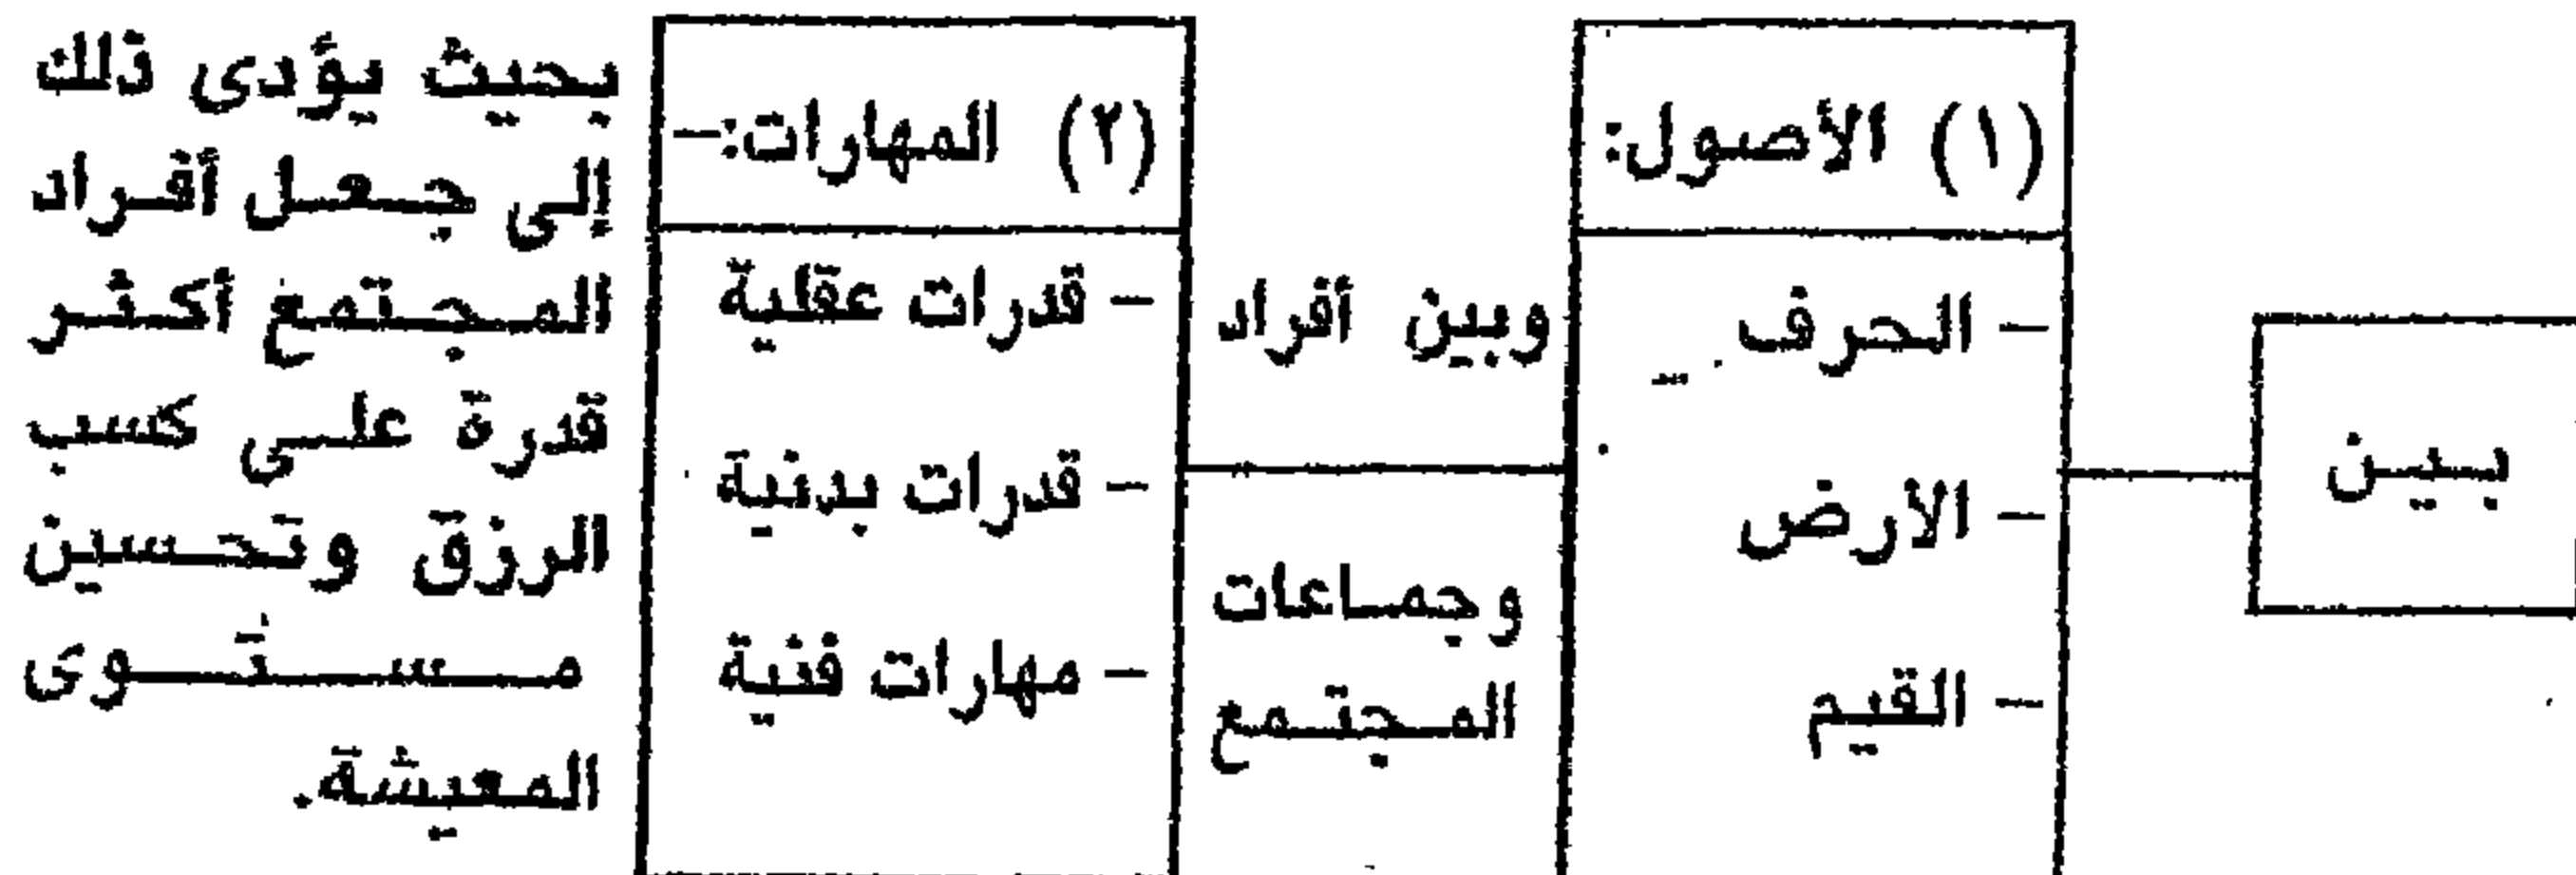 بين
(١) الأصول:
- الحرف
- الأرض
- القيم
وبين أفراد
وجماعات
المجتمع
(٢) المهارات:-
- قدرات عقلية
- قدرات بدنية
- مهارات فنية
بحيث يؤدى ذلك
إلى جعل أفراد
المجتمع أكثر
قدرة على كسب
الرزق وتحسين
مستوى
المعيشة.